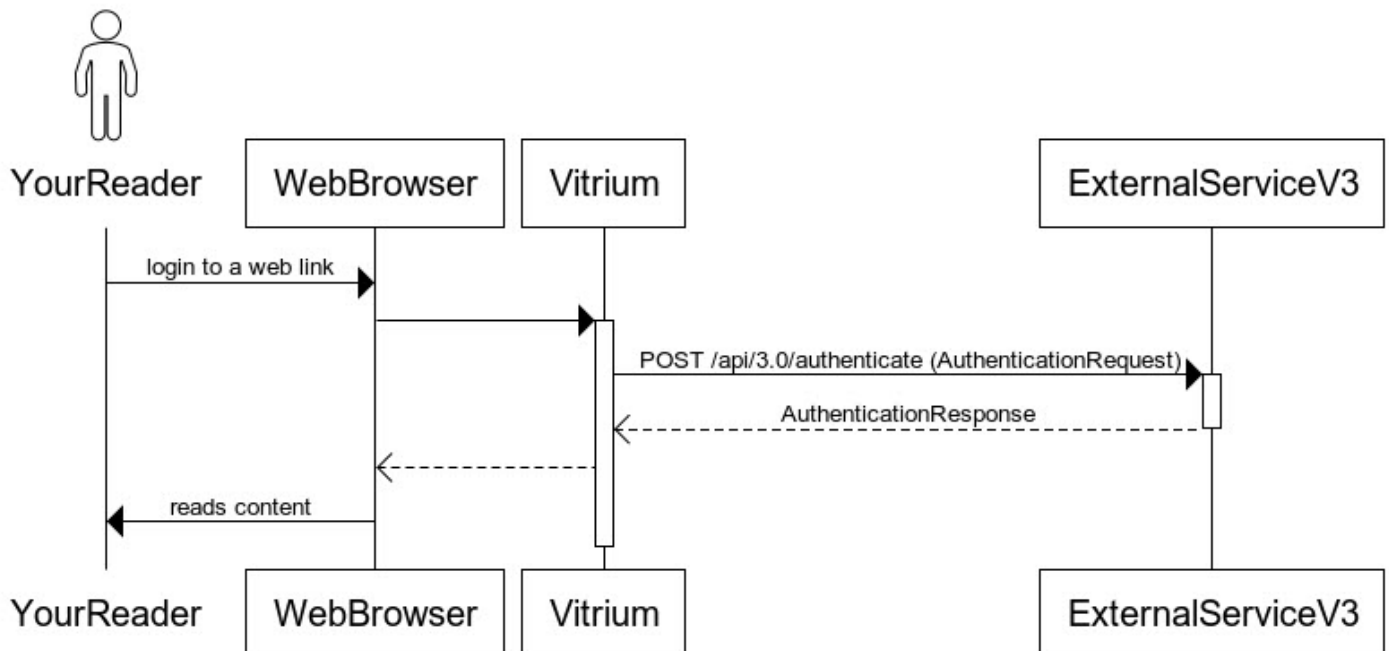 YourReader
WebBrowser
Vitrium
ExternalServiceV3
login to a web link
POST /api/3.0/authenticate (AuthenticationRequest)
AuthenticationResponse
reads content
YourReader
WebBrowser
Vitrium
ExternalServiceV3